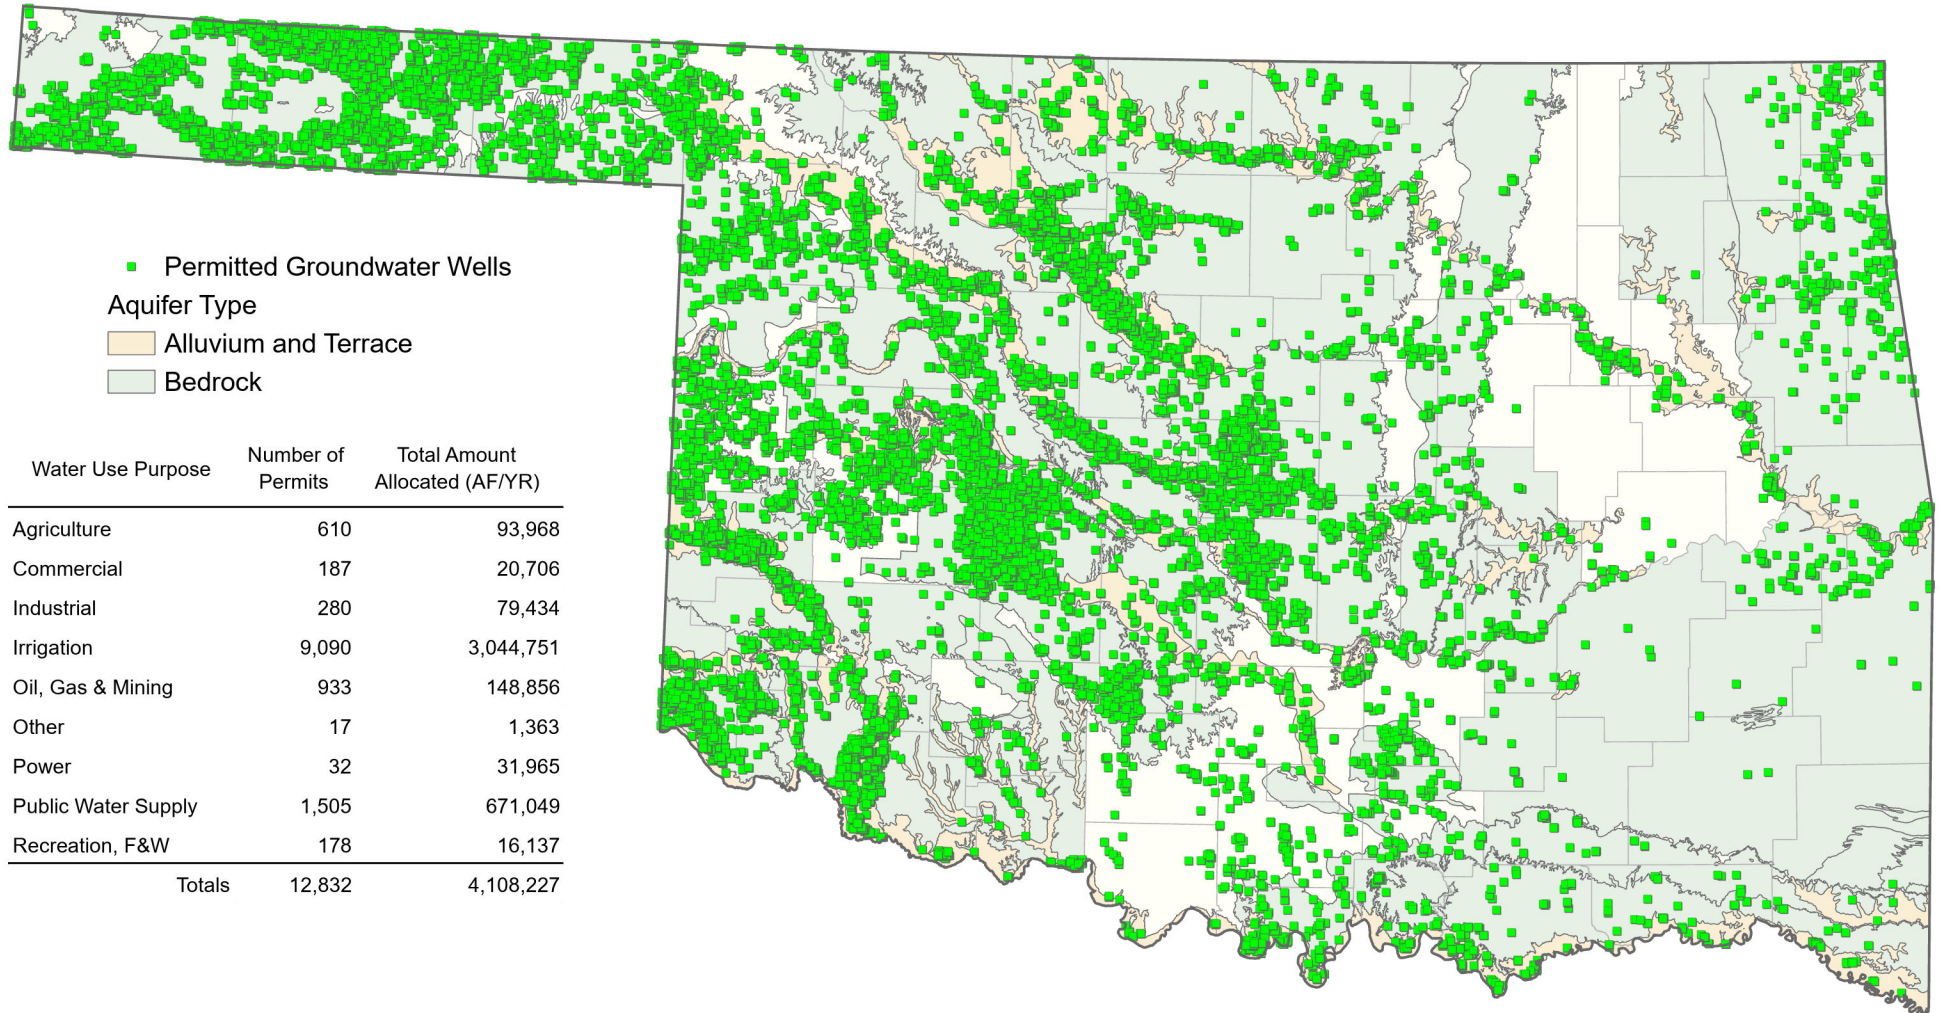 Permitted Groundwater Wells
Aquifer Type
Alluvium and Terrace
Bedrock
Water Use Purpose Number of Permits Total Amount Allocated (AF/YR)
Agriculture 610 93,968
Commercial 187 20,706
Industrial 280 79,434
Irrigation 9,090 3,044,751
Oil, Gas & Mining 933 148,856
Other 17 1,363
Power 32 31,965
Public Water Supply 1,505 671,049
Recreation, F&W 178 16,137
Totals 12,832 4,108,227